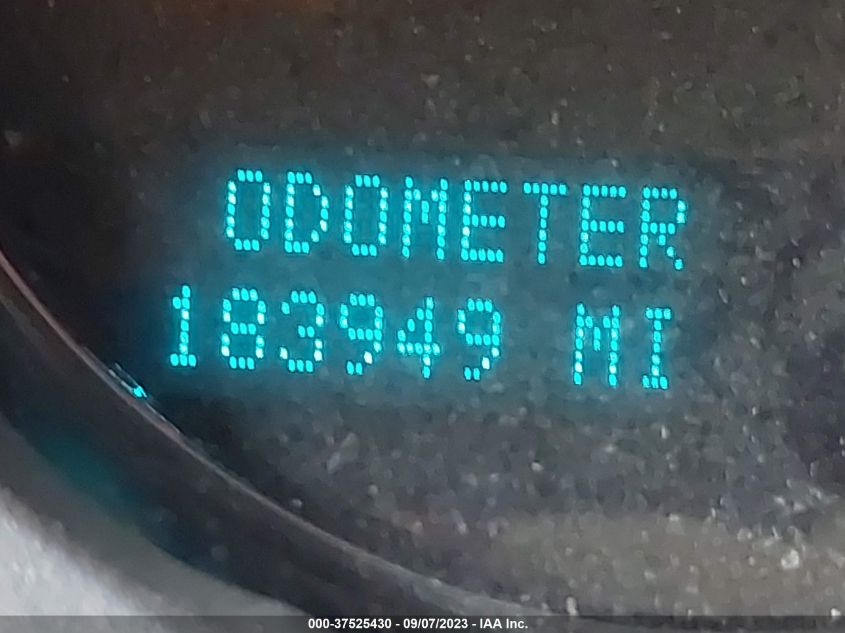 ODOMETER
183949 MI
000-37525430 - 09/07/2023 - IAA Inc.